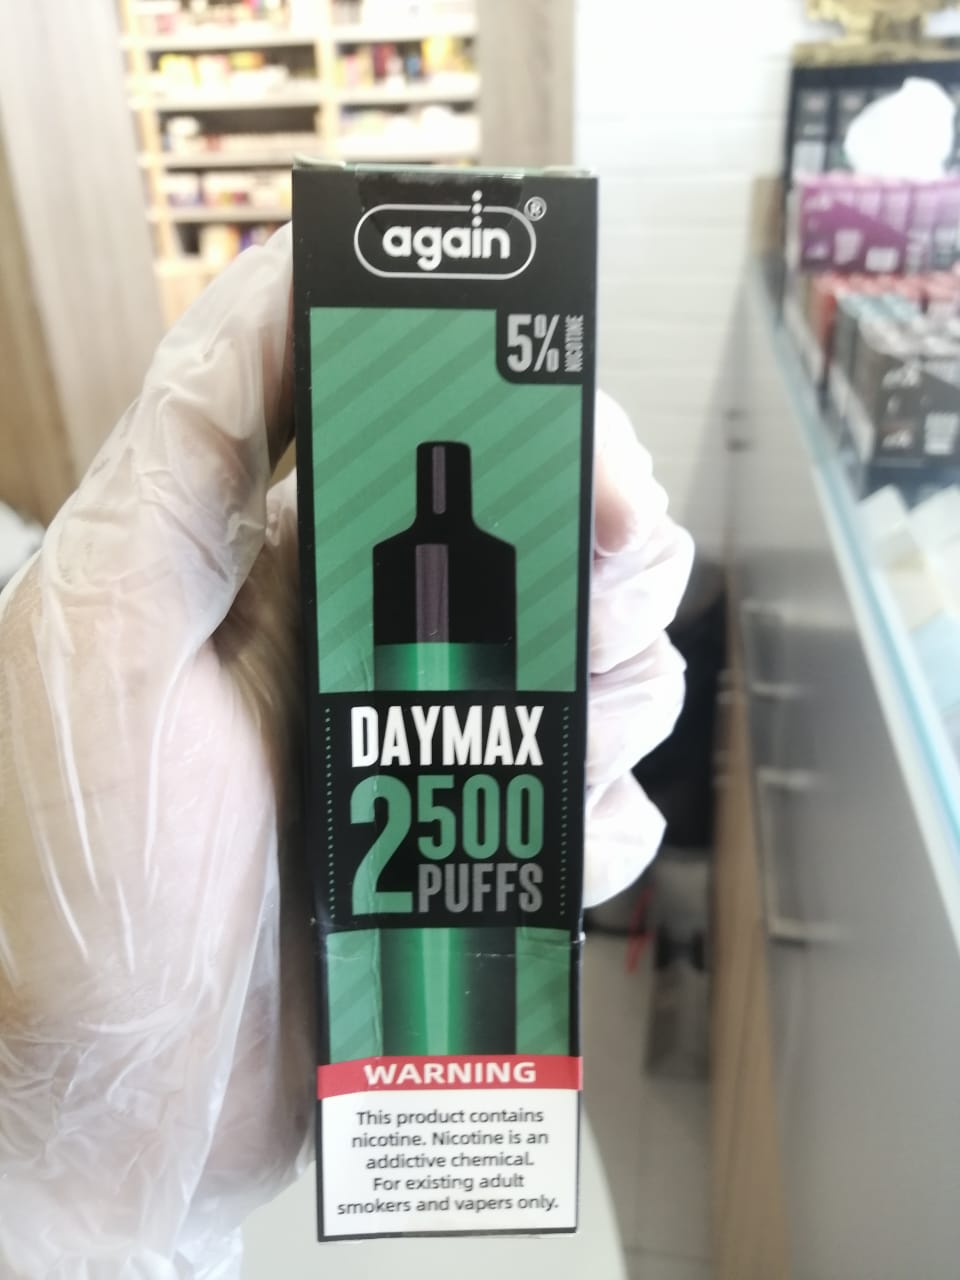 again®
5% NICOTINE
DAYMAX
2500
PUFFS
WARNING
This product contains
nicotine. Nicotine is an
addictive chemical.
For existing adult
smokers and vapers only.